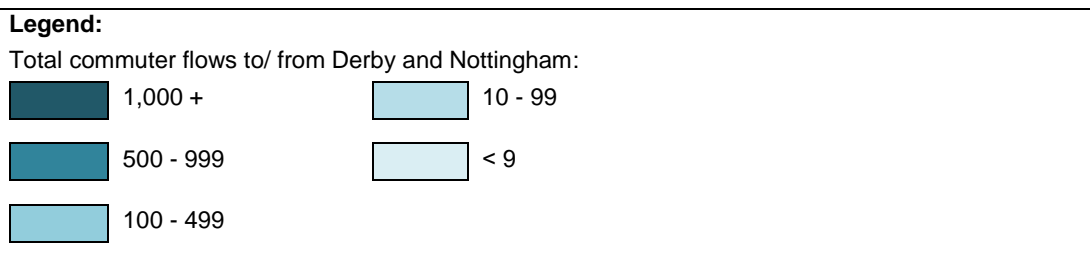 Legend:
Total commuter flows to/ from Derby and Nottingham:
1,000 +
10 - 99
500 - 999
< 9
100 - 499